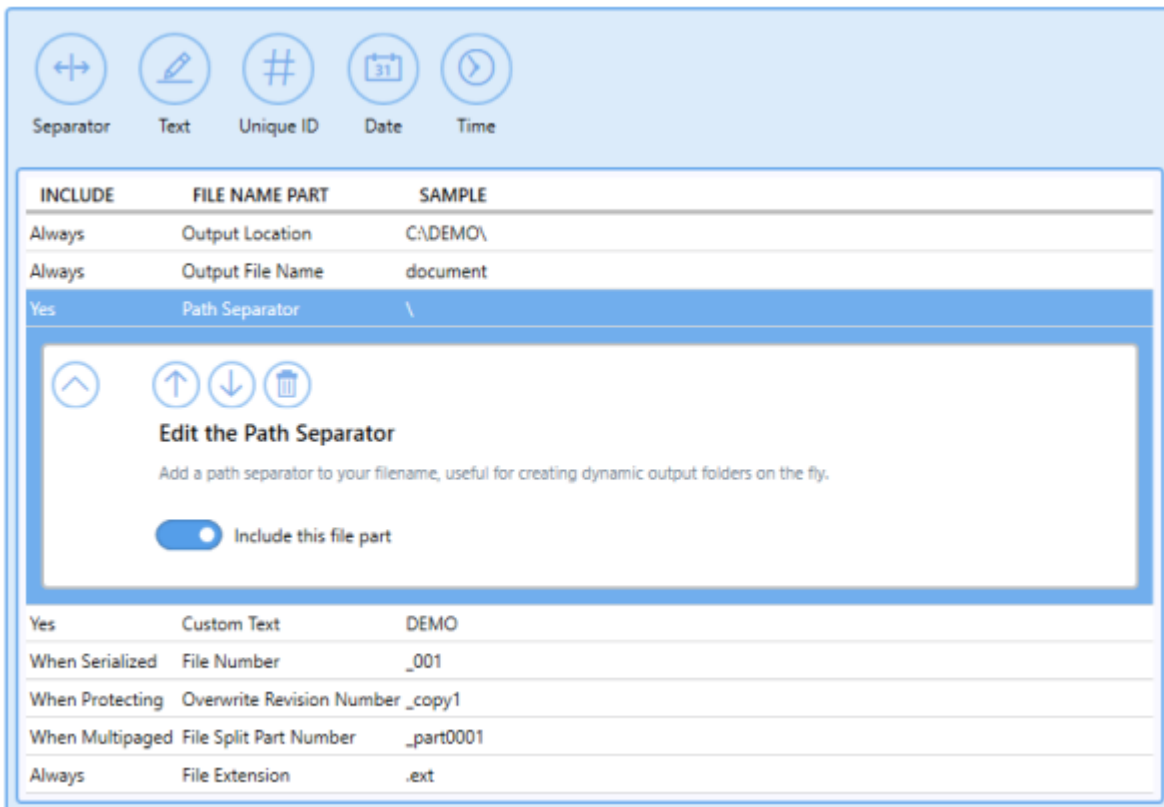 31
Separator Text Unique ID Date Time
INCLUDE FILE NAME PART SAMPLE
Always Output Location C:\DEMO\
Always Output File Name document
Yes Path Separator \
Edit the Path Separator
Add a path separator to your filename, useful for creating dynamic output folders on the fly.
Include this file part
Yes Custom Text DEMO
When Serialized File Number _001
When Protecting Overwrite Revision Number _copy1
When Multipaged File Split Part Number _part0001
Always File Extension .ext